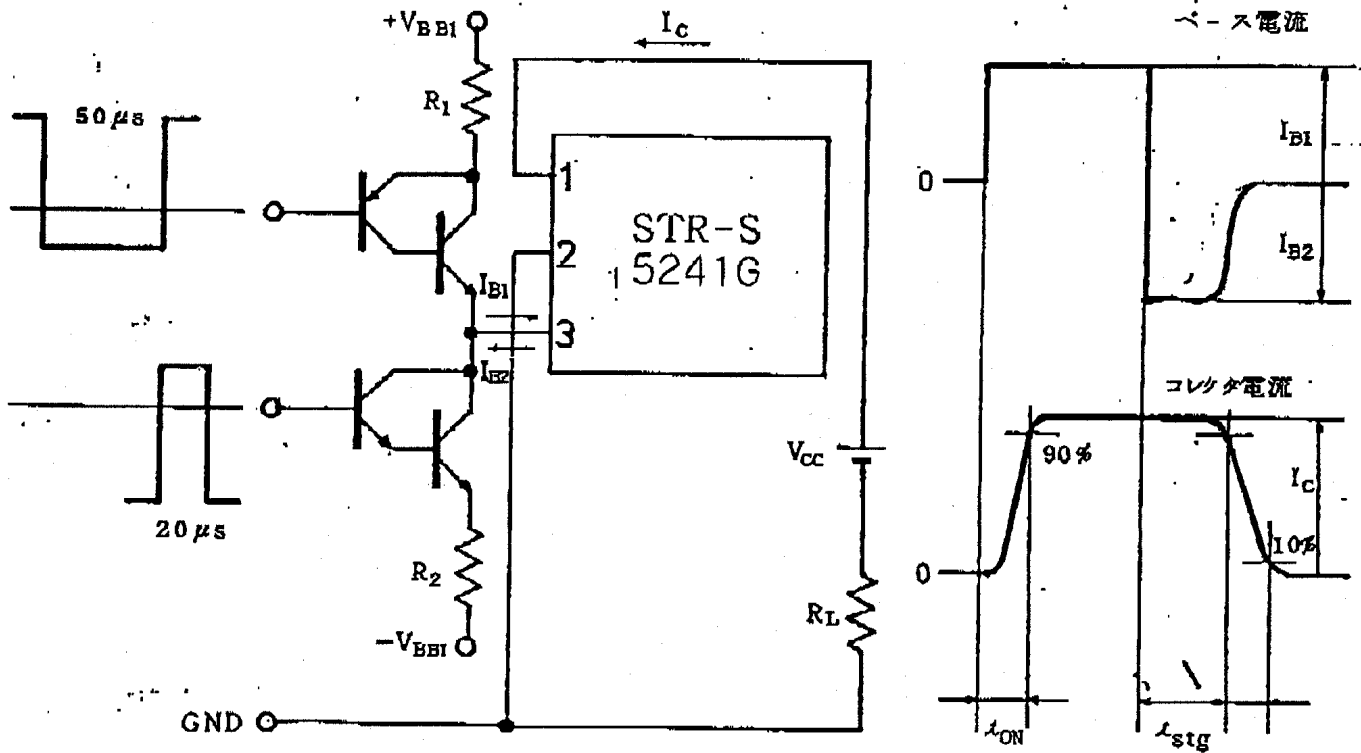 +VBB1
IC
ベース電流
50μs
R1
IB1
1
0
STR-S
5241G
2
IB2
IB1
3
IB2
コレクタ電流
VCC
90%
IC
20μs
10%
R2
0
RL
−VBB1
GND
tON
tstg